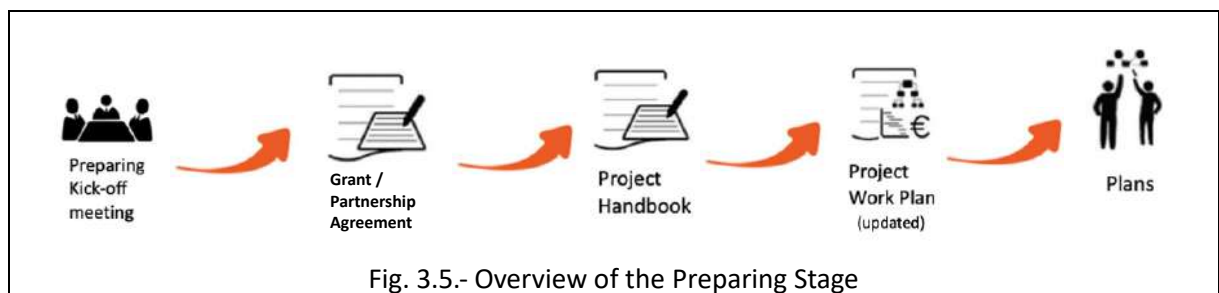 Preparing
Kick-off
meeting
Grant /
Partnership
Agreement
Project
Handbook
Project
Work Plan
(updated)
€
Plans
Fig. 3.5.- Overview of the Preparing Stage